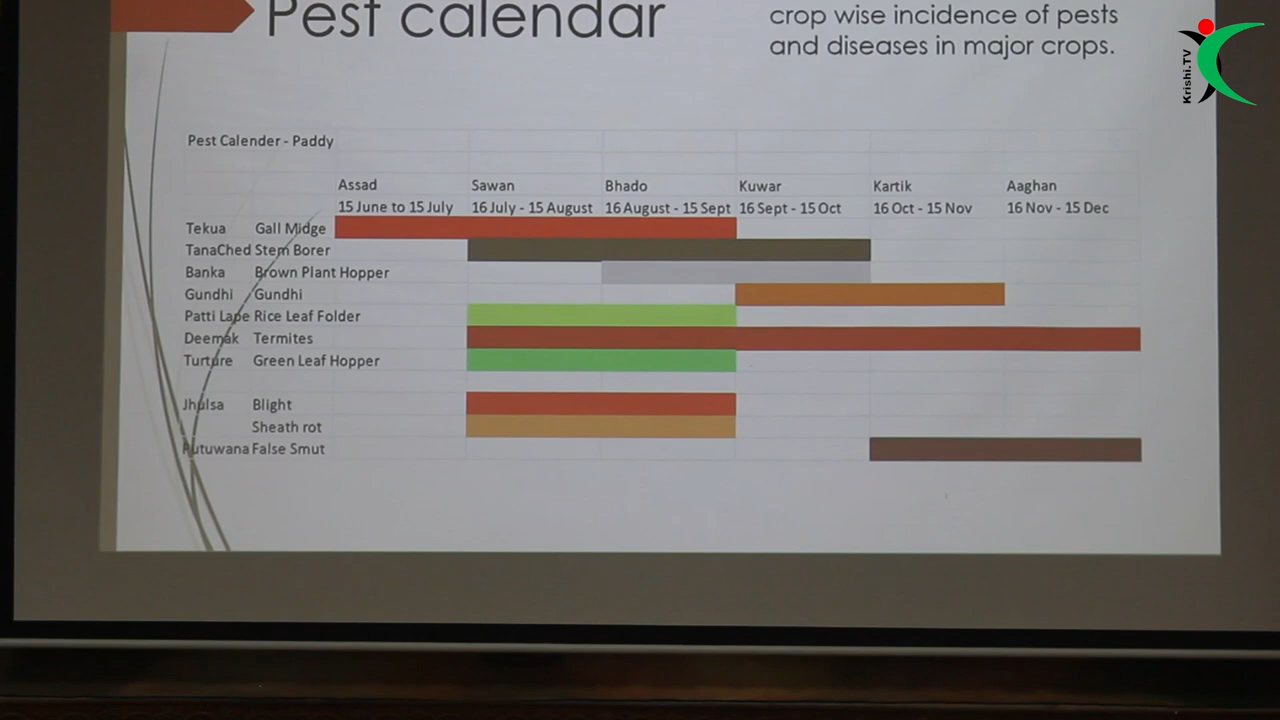 Pest calendar
crop wise incidence of pests
and diseases in major crops.
Krishi.TV
Pest Calender - Paddy
Assad Sawan Bhado Kuwar Kartik Aaghan
15 June to 15 July 16 July - 15 August 16 August - 15 Sept 16 Sept - 15 Oct 16 Oct - 15 Nov 16 Nov - 15 Dec
Tekua Gall Midge
TanaChed Stem Borer
Banka Brown Plant Hopper
Gundhi Gundhi
Patti Lape Rice Leaf Folder
Deemak Termites
Turture Green Leaf Hopper
Jhulsa Blight
Sheath rot
Putuwana False Smut